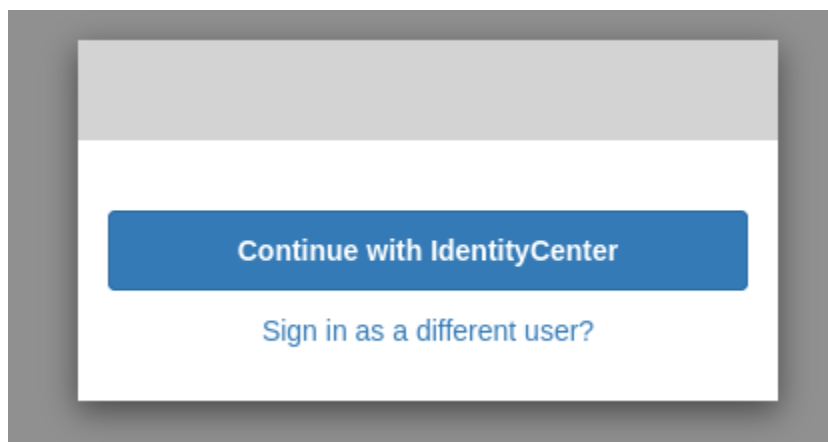 Continue with IdentityCenter
Sign in as a different user?